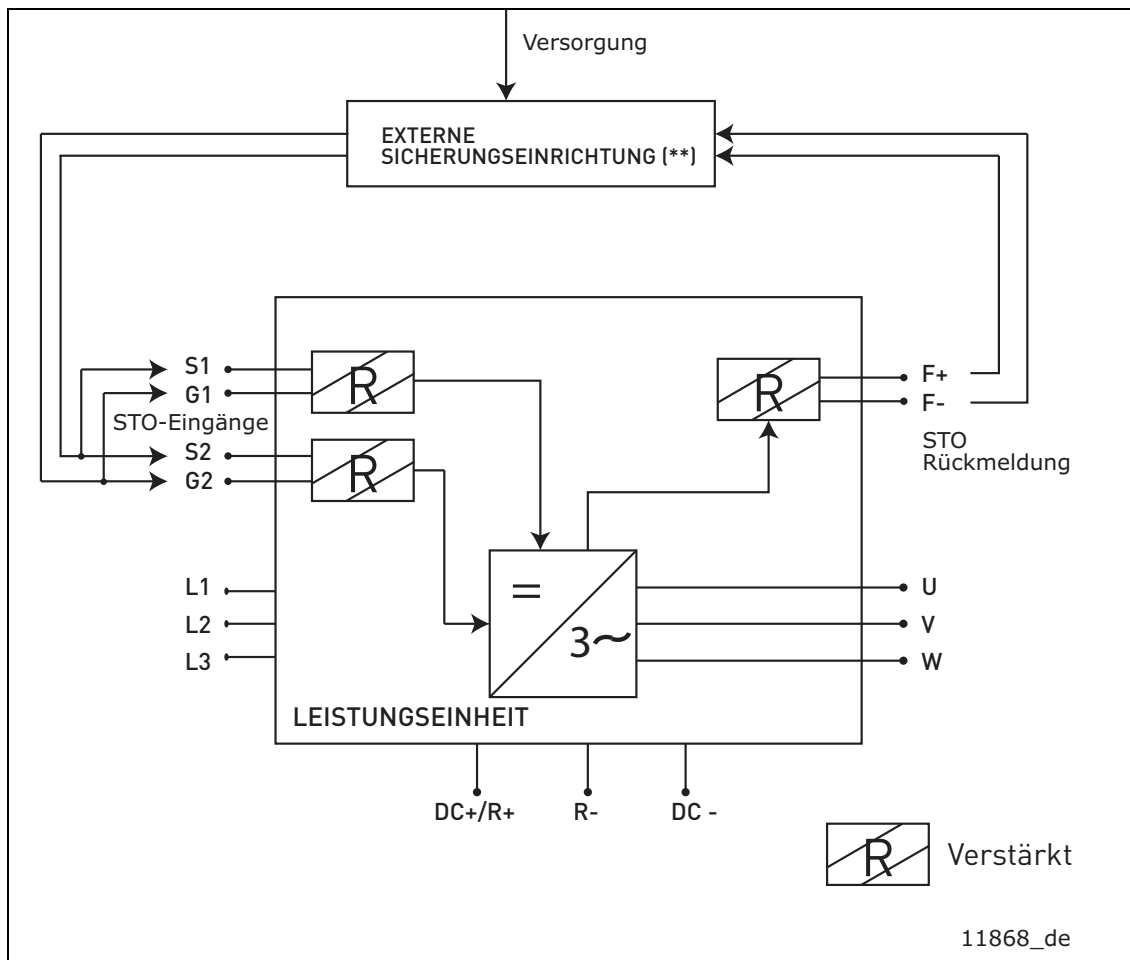 Versorgung
EXTERNE
SICHERUNGSEINRICHTUNG (**)
S1
G1
STO-Eingänge
S2
G2
R
R
R
F+
F-
STO
Rückmeldung
L1
L2
L3
=
3~
U
V
W
LEISTUNGSEINHEIT
DC+/R+
R-
DC -
R
Verstärkt
11868_de